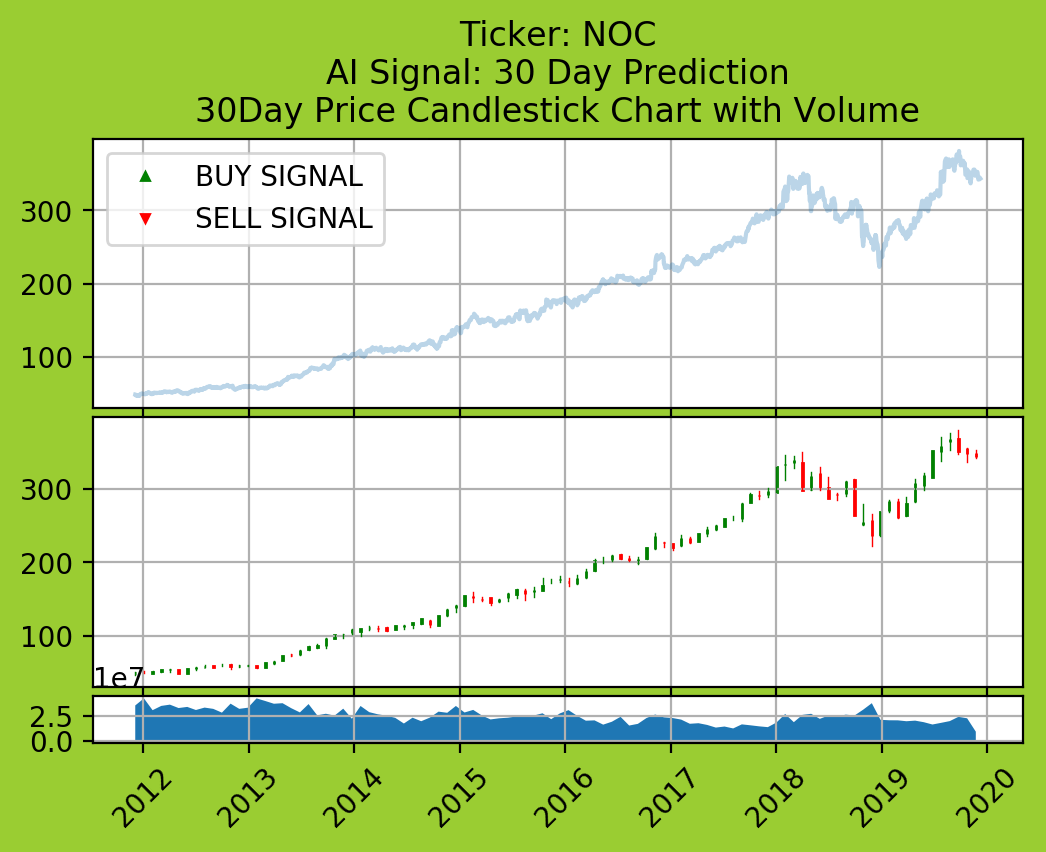 Ticker: NOC
AI Signal: 30 Day Prediction
30Day Price Candlestick Chart with Volume
BUY SIGNAL
SELL SIGNAL
300
200
100
300
200
100
1e7
2.5
0.0
2012
2013
2014
2015
2016
2017
2018
2019
2020